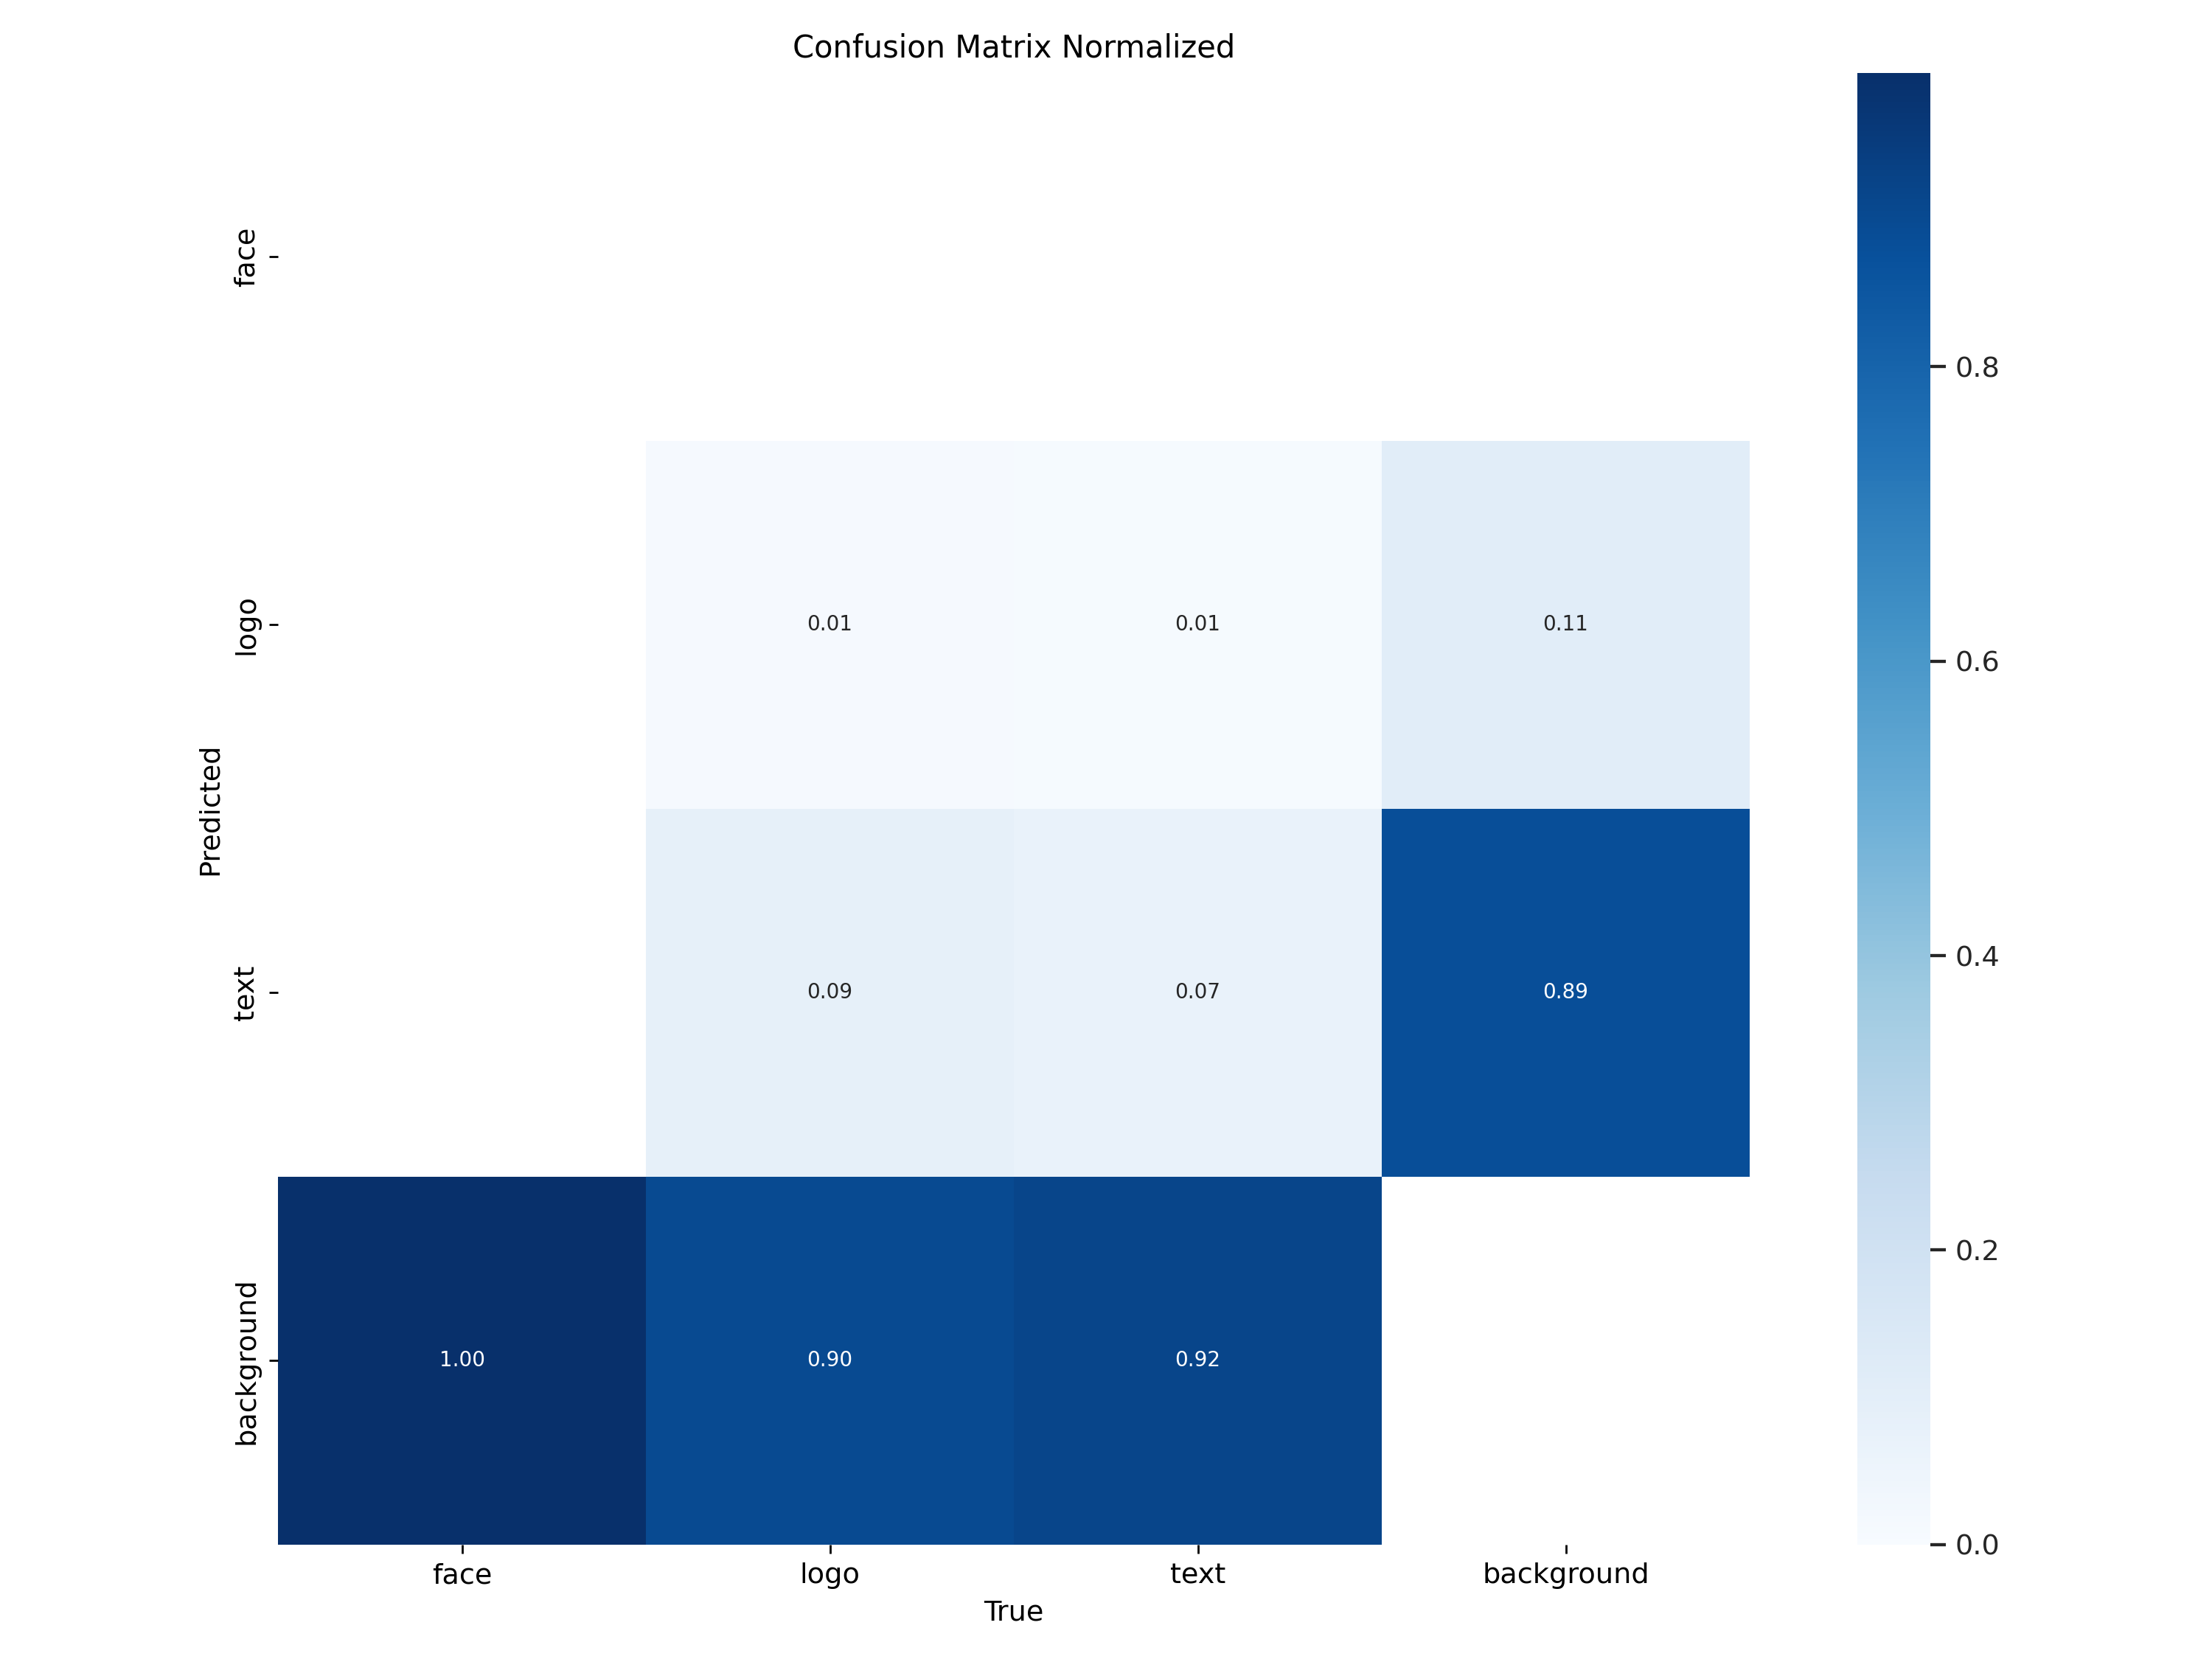 Confusion Matrix Normalized
face
logo
text
background
Predicted
0.01 0.01 0.11
0.09 0.07 0.89
1.00 0.90 0.92
face logo text background
True
0.8
0.6
0.4
0.2
0.0